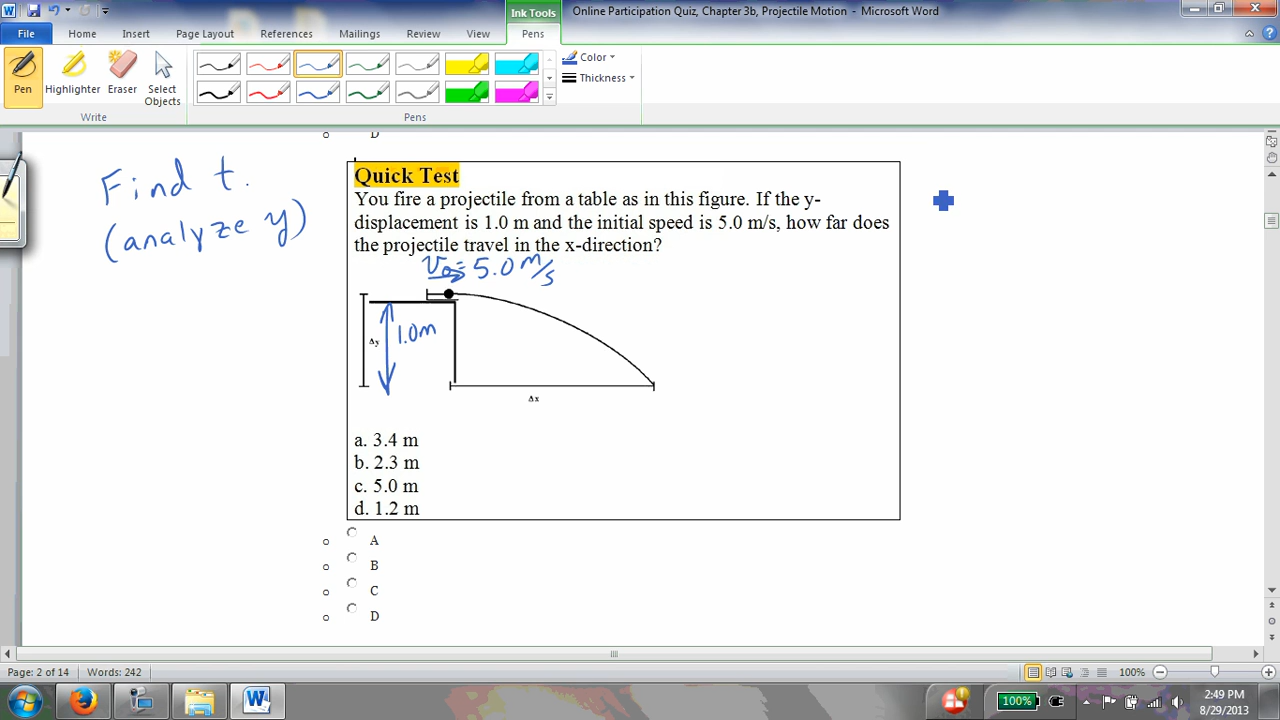 Ink Tools
Online Participation Quiz, Chapter 3b, Projectile Motion - Microsoft Word
File Home Insert Page Layout References Mailings Review View Pens
Pen Highlighter Eraser Select Objects
Color
Thickness
Write
Pens
D
Find t.
(analyze y)
Quick Test
You fire a projectile from a table as in this figure. If the y-
displacement is 1.0 m and the initial speed is 5.0 m/s, how far does
the projectile travel in the x-direction?
v₀ = 5.0 m/s
Δy
1.0m
Δx
a. 3.4 m
b. 2.3 m
c. 5.0 m
d. 1.2 m
A
B
C
D
Page: 2 of 14 Words: 242 100%
100% 2:49 PM
8/29/2013